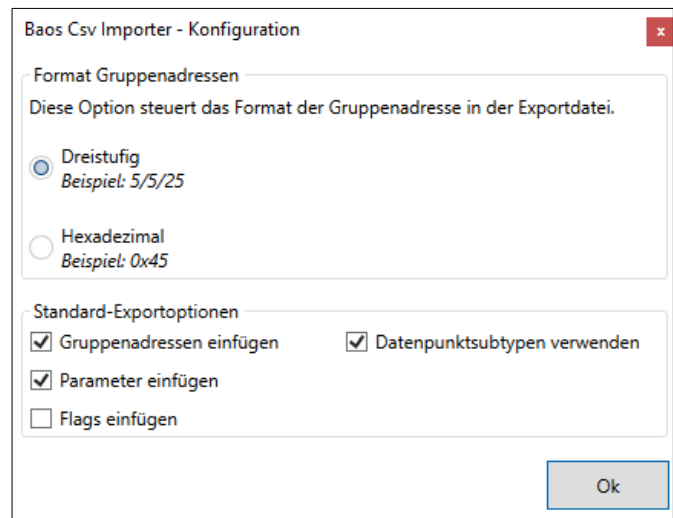 Baos Csv Importer - Konfiguration
x
Format Gruppenadressen
Diese Option steuert das Format der Gruppenadresse in der Exportdatei.
Dreistufig
Beispiel: 5/5/25
Hexadezimal
Beispiel: 0x45
Standard-Exportoptionen
Gruppenadressen einfügen Datenpunktsubtypen verwenden
Parameter einfügen
Flags einfügen
Ok